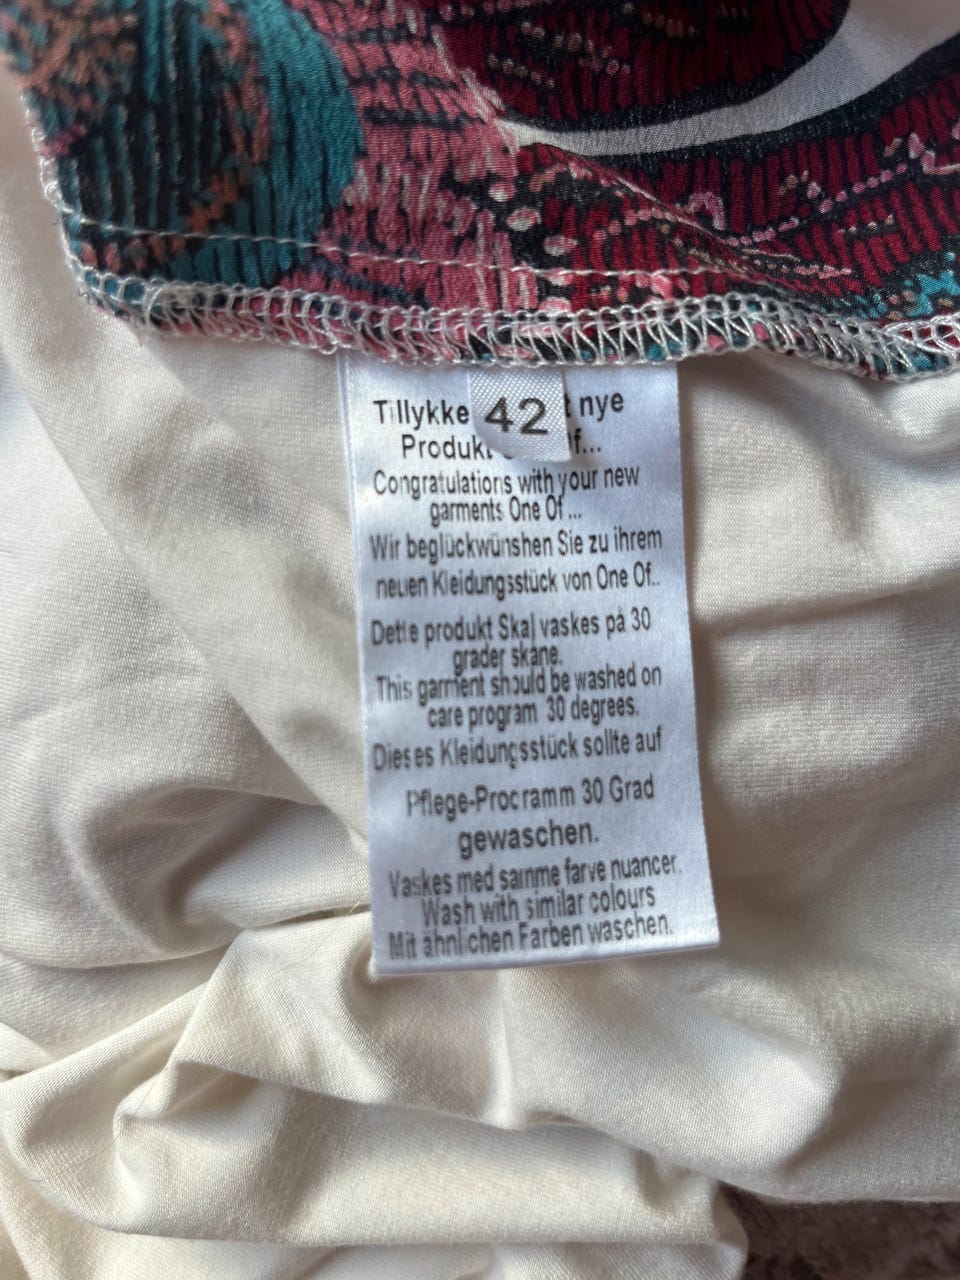 42
Tillykke nye
Produkt
Congratulations with your new
garments One Of ...
Wir beglückwünshen Sie zu ihrem
neuen Kleidungsstück von One Of..
Dette produkt Skal vaskes på 30
grader skåne.
This garment should be washed on
care program 30 degrees.
Dieses Kleidungsstück sollte auf
Pflege-Programm 30 Grad
gewaschen.
Vaskes med samme farve nuancer.
Wash with similar colours
Mit ähnlichen Farben waschen.